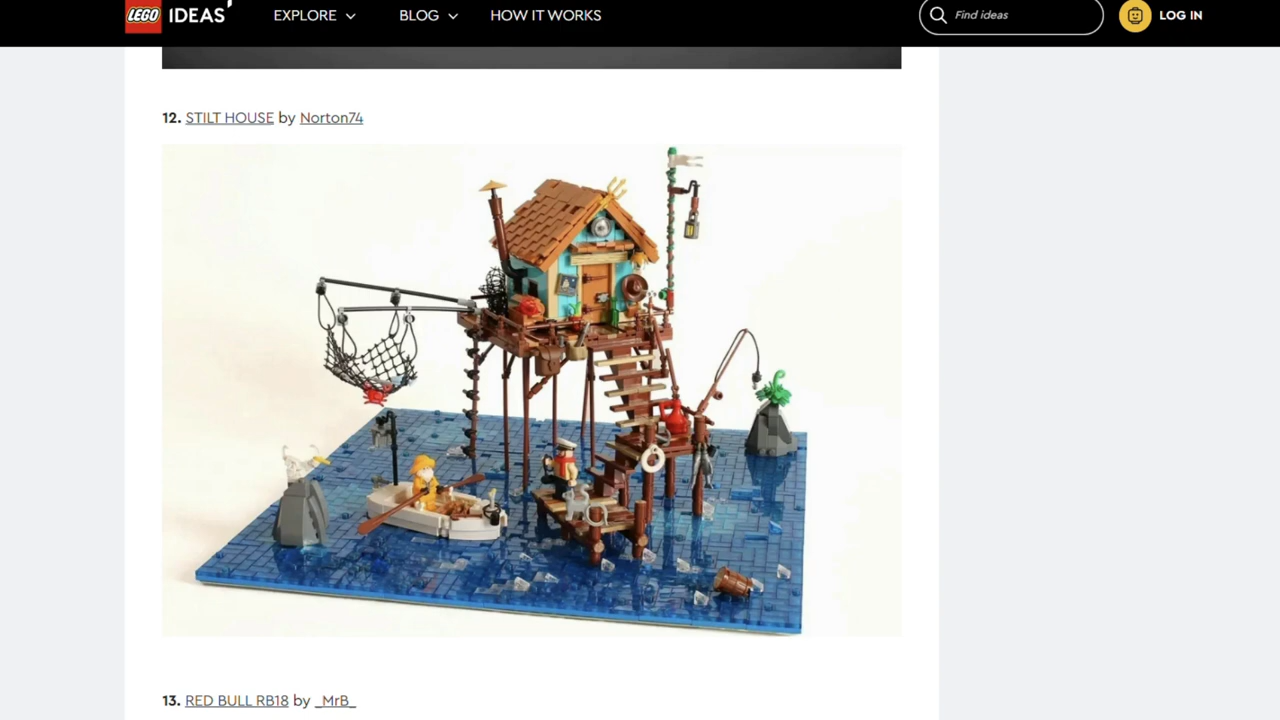 LEGO IDEAS EXPLORE BLOG HOW IT WORKS Find ideas LOG IN
12. STILT HOUSE by Norton74
13. RED BULL RB18 by _MrB_